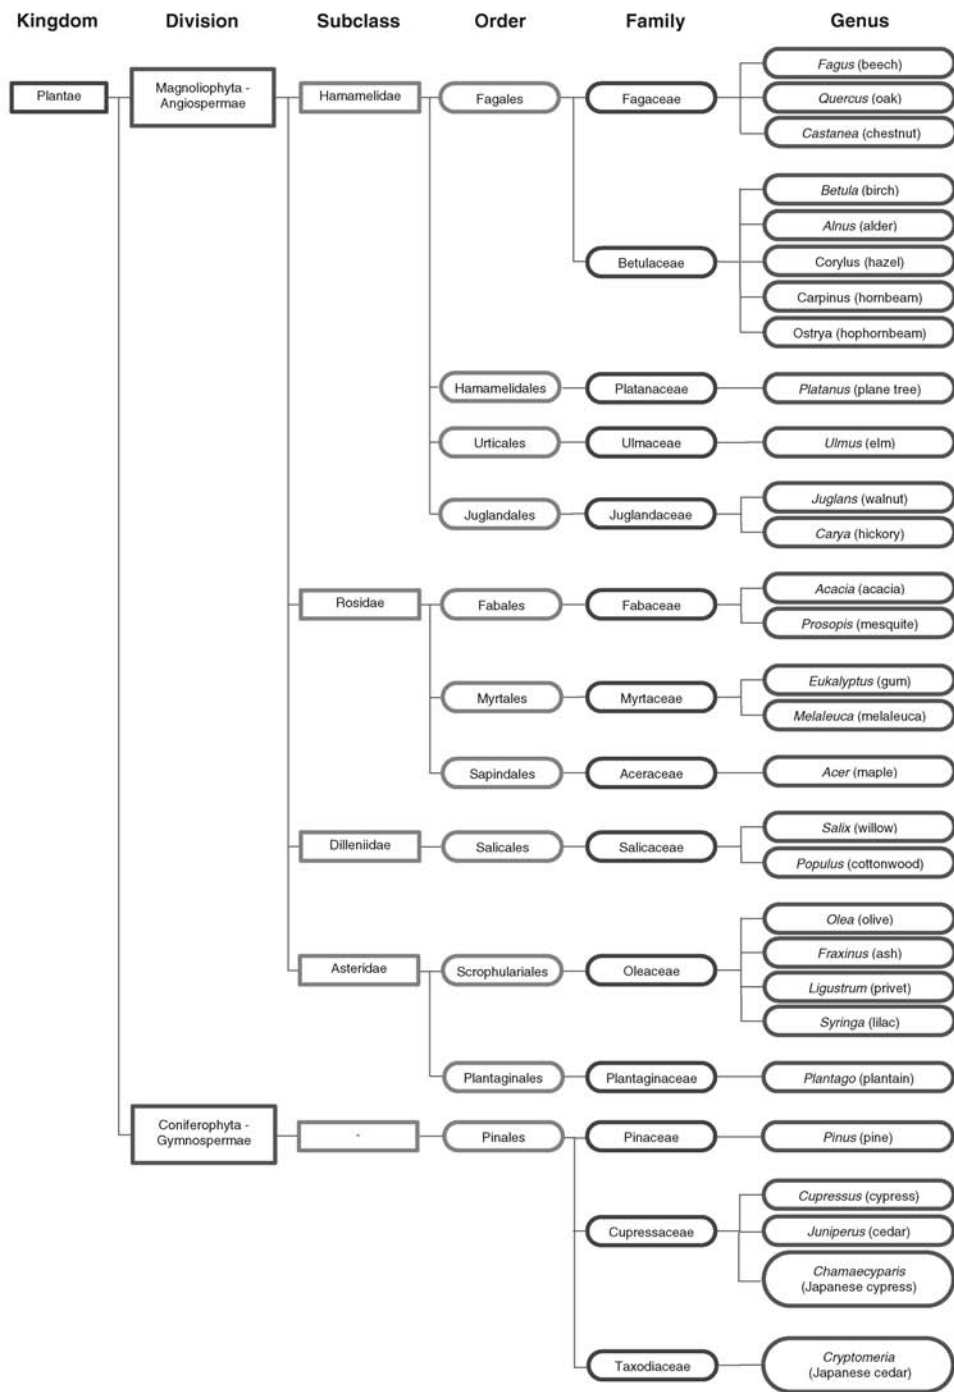 Kingdom Division Subclass Order Family Genus
Plantae
Magnoliophyta -
Angiospermae
Hamamelidae
Fagales
Fagaceae
Fagus (beech)
Quercus (oak)
Castanea (chestnut)
Betulaceae
Betula (birch)
Alnus (alder)
Corylus (hazel)
Carpinus (hornbeam)
Ostrya (hophornbeam)
Hamamelidales
Platanaceae
Platanus (plane tree)
Urticales
Ulmaceae
Ulmus (elm)
Juglandales
Juglandaceae
Juglans (walnut)
Carya (hickory)
Rosidae
Fabales
Fabaceae
Acacia (acacia)
Prosopis (mesquite)
Myrtales
Myrtaceae
Eukalyptus (gum)
Melaleuca (melaleuca)
Sapindales
Aceraceae
Acer (maple)
Dilleniidae
Salicales
Salicaceae
Salix (willow)
Populus (cottonwood)
Asteridae
Scrophulariales
Oleaceae
Olea (olive)
Fraxinus (ash)
Ligustrum (privet)
Syringa (lilac)
Plantaginales
Plantaginaceae
Plantago (plantain)
Coniferophyta -
Gymnospermae
-
Pinales
Pinaceae
Pinus (pine)
Cupressaceae
Cupressus (cypress)
Juniperus (cedar)
Chamaecyparis
(Japanese cypress)
Taxodiaceae
Cryptomeria
(Japanese cedar)